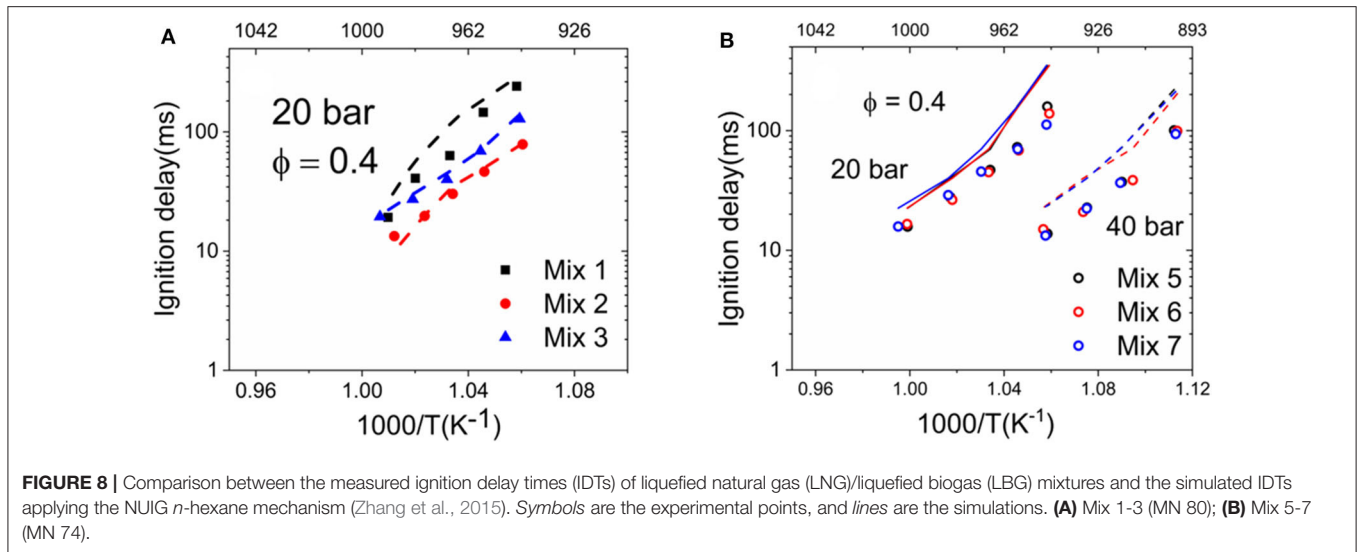 A
1042 1000 962 926
20 bar
ϕ = 0.4
Ignition delay(ms)
100
10
1
Mix 1
Mix 2
Mix 3
0.96 1.00 1.04 1.08
1000/T(K⁻¹)
B
1042 1000 962 926 893
ϕ = 0.4
20 bar
40 bar
Ignition delay(ms)
100
10
1
Mix 5
Mix 6
Mix 7
0.96 1.00 1.04 1.08 1.12
1000/T(K⁻¹)
FIGURE 8 | Comparison between the measured ignition delay times (IDTs) of liquefied natural gas (LNG)/liquefied biogas (LBG) mixtures and the simulated IDTs
applying the NUIG n-hexane mechanism (Zhang et al., 2015). Symbols are the experimental points, and lines are the simulations. (A) Mix 1-3 (MN 80); (B) Mix 5-7
(MN 74).